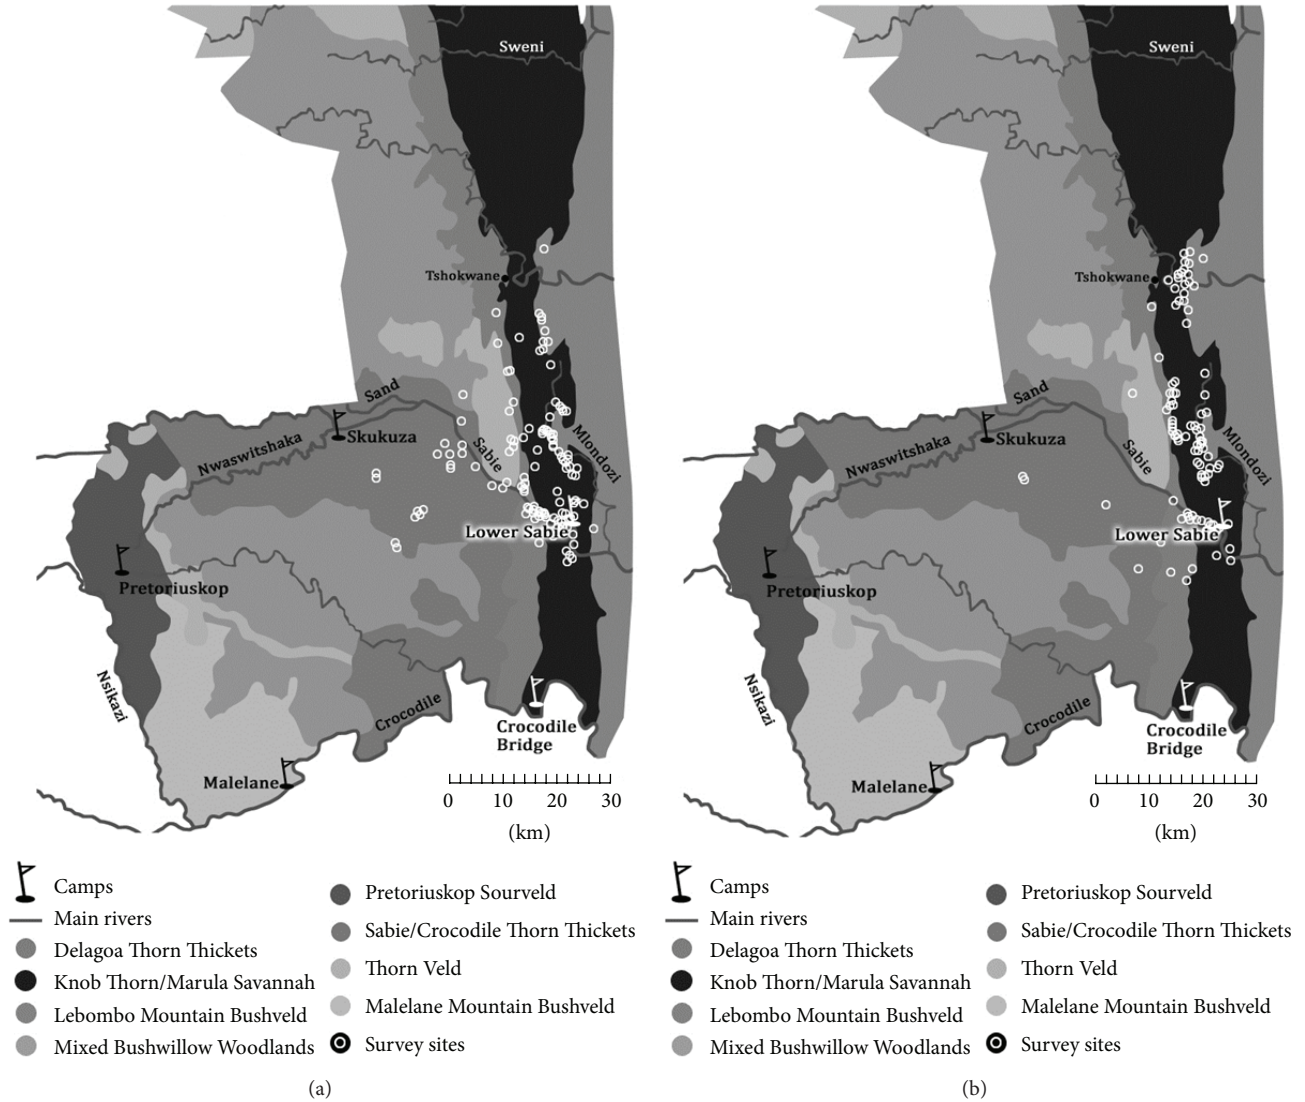 Sweni
Tshokwane
Sand
Skukuza
Nwaswitshaka
Sabie
Mlondozi
Lower Sabie
Pretoriuskop
Nsikazi
Crocodile
Crocodile
Bridge
Malelane
0 10 20 30
(km)
Camps
Main rivers
Delagoa Thorn Thickets
Knob Thorn/Marula Savannah
Lebombo Mountain Bushveld
Mixed Bushwillow Woodlands
Pretoriuskop Sourveld
Sabie/Crocodile Thorn Thickets
Thorn Veld
Malelane Mountain Bushveld
Survey sites
(a)
Sweni
Tshokwane
Sand
Skukuza
Nwaswitshaka
Sabie
Mlondozi
Lower Sabie
Pretoriuskop
Nsikazi
Crocodile
Crocodile
Bridge
Malelane
0 10 20 30
(km)
Camps
Main rivers
Delagoa Thorn Thickets
Knob Thorn/Marula Savannah
Lebombo Mountain Bushveld
Mixed Bushwillow Woodlands
Pretoriuskop Sourveld
Sabie/Crocodile Thorn Thickets
Thorn Veld
Malelane Mountain Bushveld
Survey sites
(b)